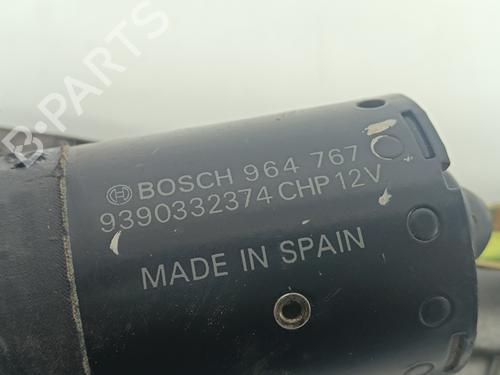 BOSCH 964 767
9390332374 CHP 12V
MADE IN SPAIN
B-PARTS